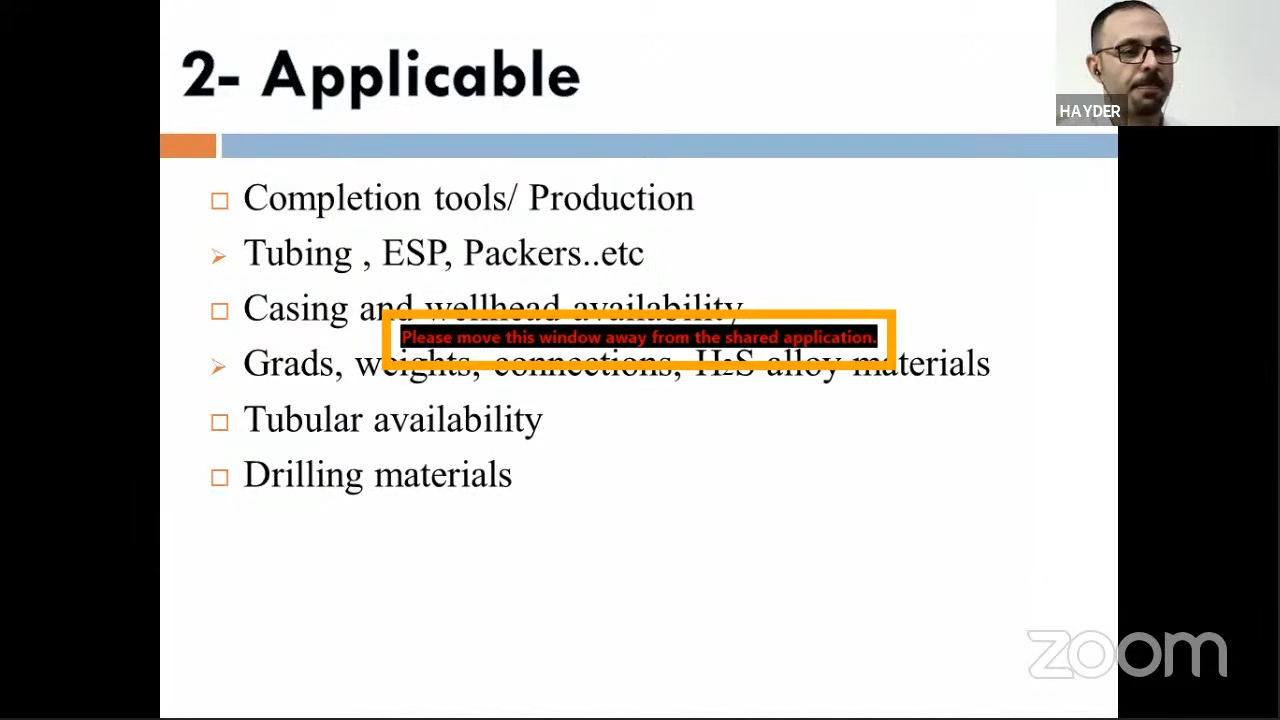 2- Applicable
HAYDER
Completion tools/ Production
Tubing , ESP, Packers..etc
Casing and wellhead availability
Please move this window away from the shared application.
Grads, weights, connections, H₂S alloy materials
Tubular availability
Drilling materials
zoom